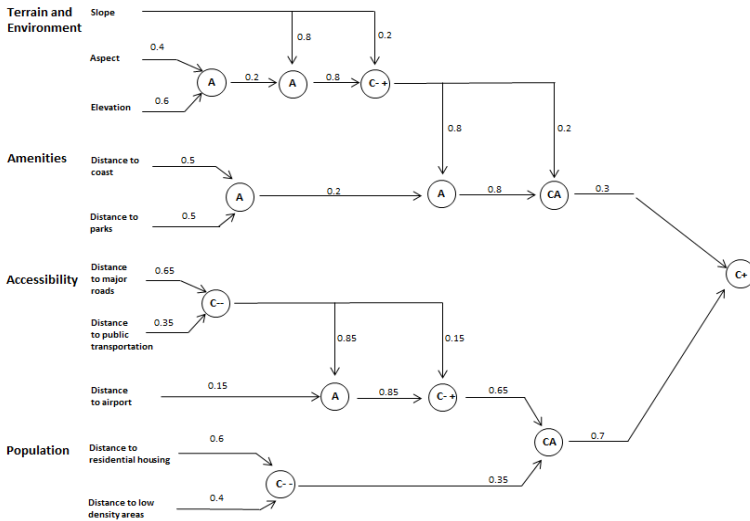 Terrain and
Environment
Slope
0.8
0.2
0.4
Aspect
A
0.2
A
0.8
C- +
Elevation
0.6
0.8
0.2
Amenities
Distance to
coast
0.5
A
0.2
A
0.8
CA
0.3
Distance to
parks
0.5
C+
Accessibility
Distance
to major
roads
0.65
C--
Distance
to public
transportation
0.35
0.85
0.15
Distance
to airport
0.15
A
0.85
C- +
0.65
CA
0.7
Population
Distance to
residential housing
0.6
C- -
0.35
Distance to low
density areas
0.4